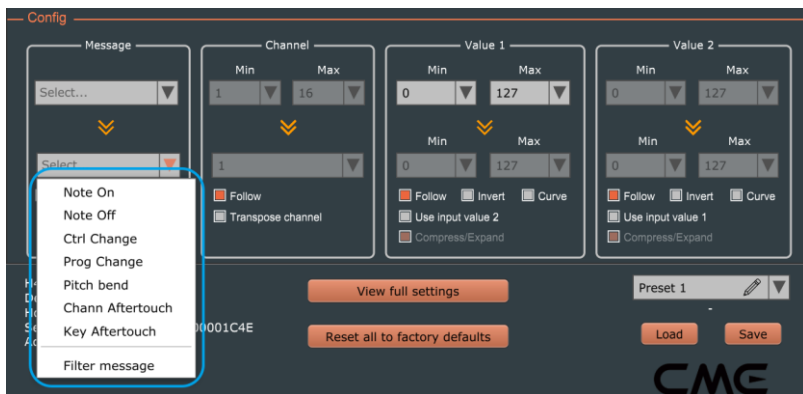 Config
Message
Channel
Value 1
Value 2
Min Max
Min Max
Min Max
Select...
1
16
0
127
0
127
Min Max
Min Max
Select
1
0
127
0
127
Follow
Follow Invert Curve
Follow Invert Curve
Transpose channel
Use input value 2
Use input value 1
Compress/Expand
Compress/Expand
Note On
Note Off
Ctrl Change
Prog Change
Pitch bend
Chann Aftertouch
Key Aftertouch
Filter message
00001C4E
View full settings
Reset all to factory defaults
Preset 1
-
Load
Save
CME